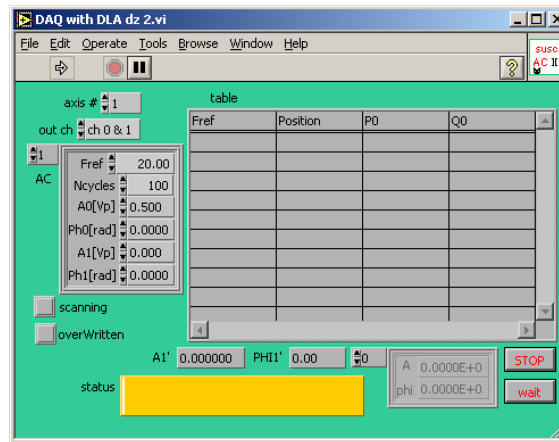 DAQ with DLA dz 2.vi
File Edit Operate Tools Browse Window Help
susc
AC II
axis # 1
out ch ch 0 & 1
1
AC
Fref 20.00
Ncycles 100
A0[Vp] 0.500
Ph0[rad] 0.0000
A1[Vp] 0.000
Ph1[rad] 0.0000
scanning
overWritten
table
Fref Position P0 Q0
A1' 0.000000 PHI1' 0.00 0
A 0.0000E+0
phi 0.0000E+0
STOP
wait
status